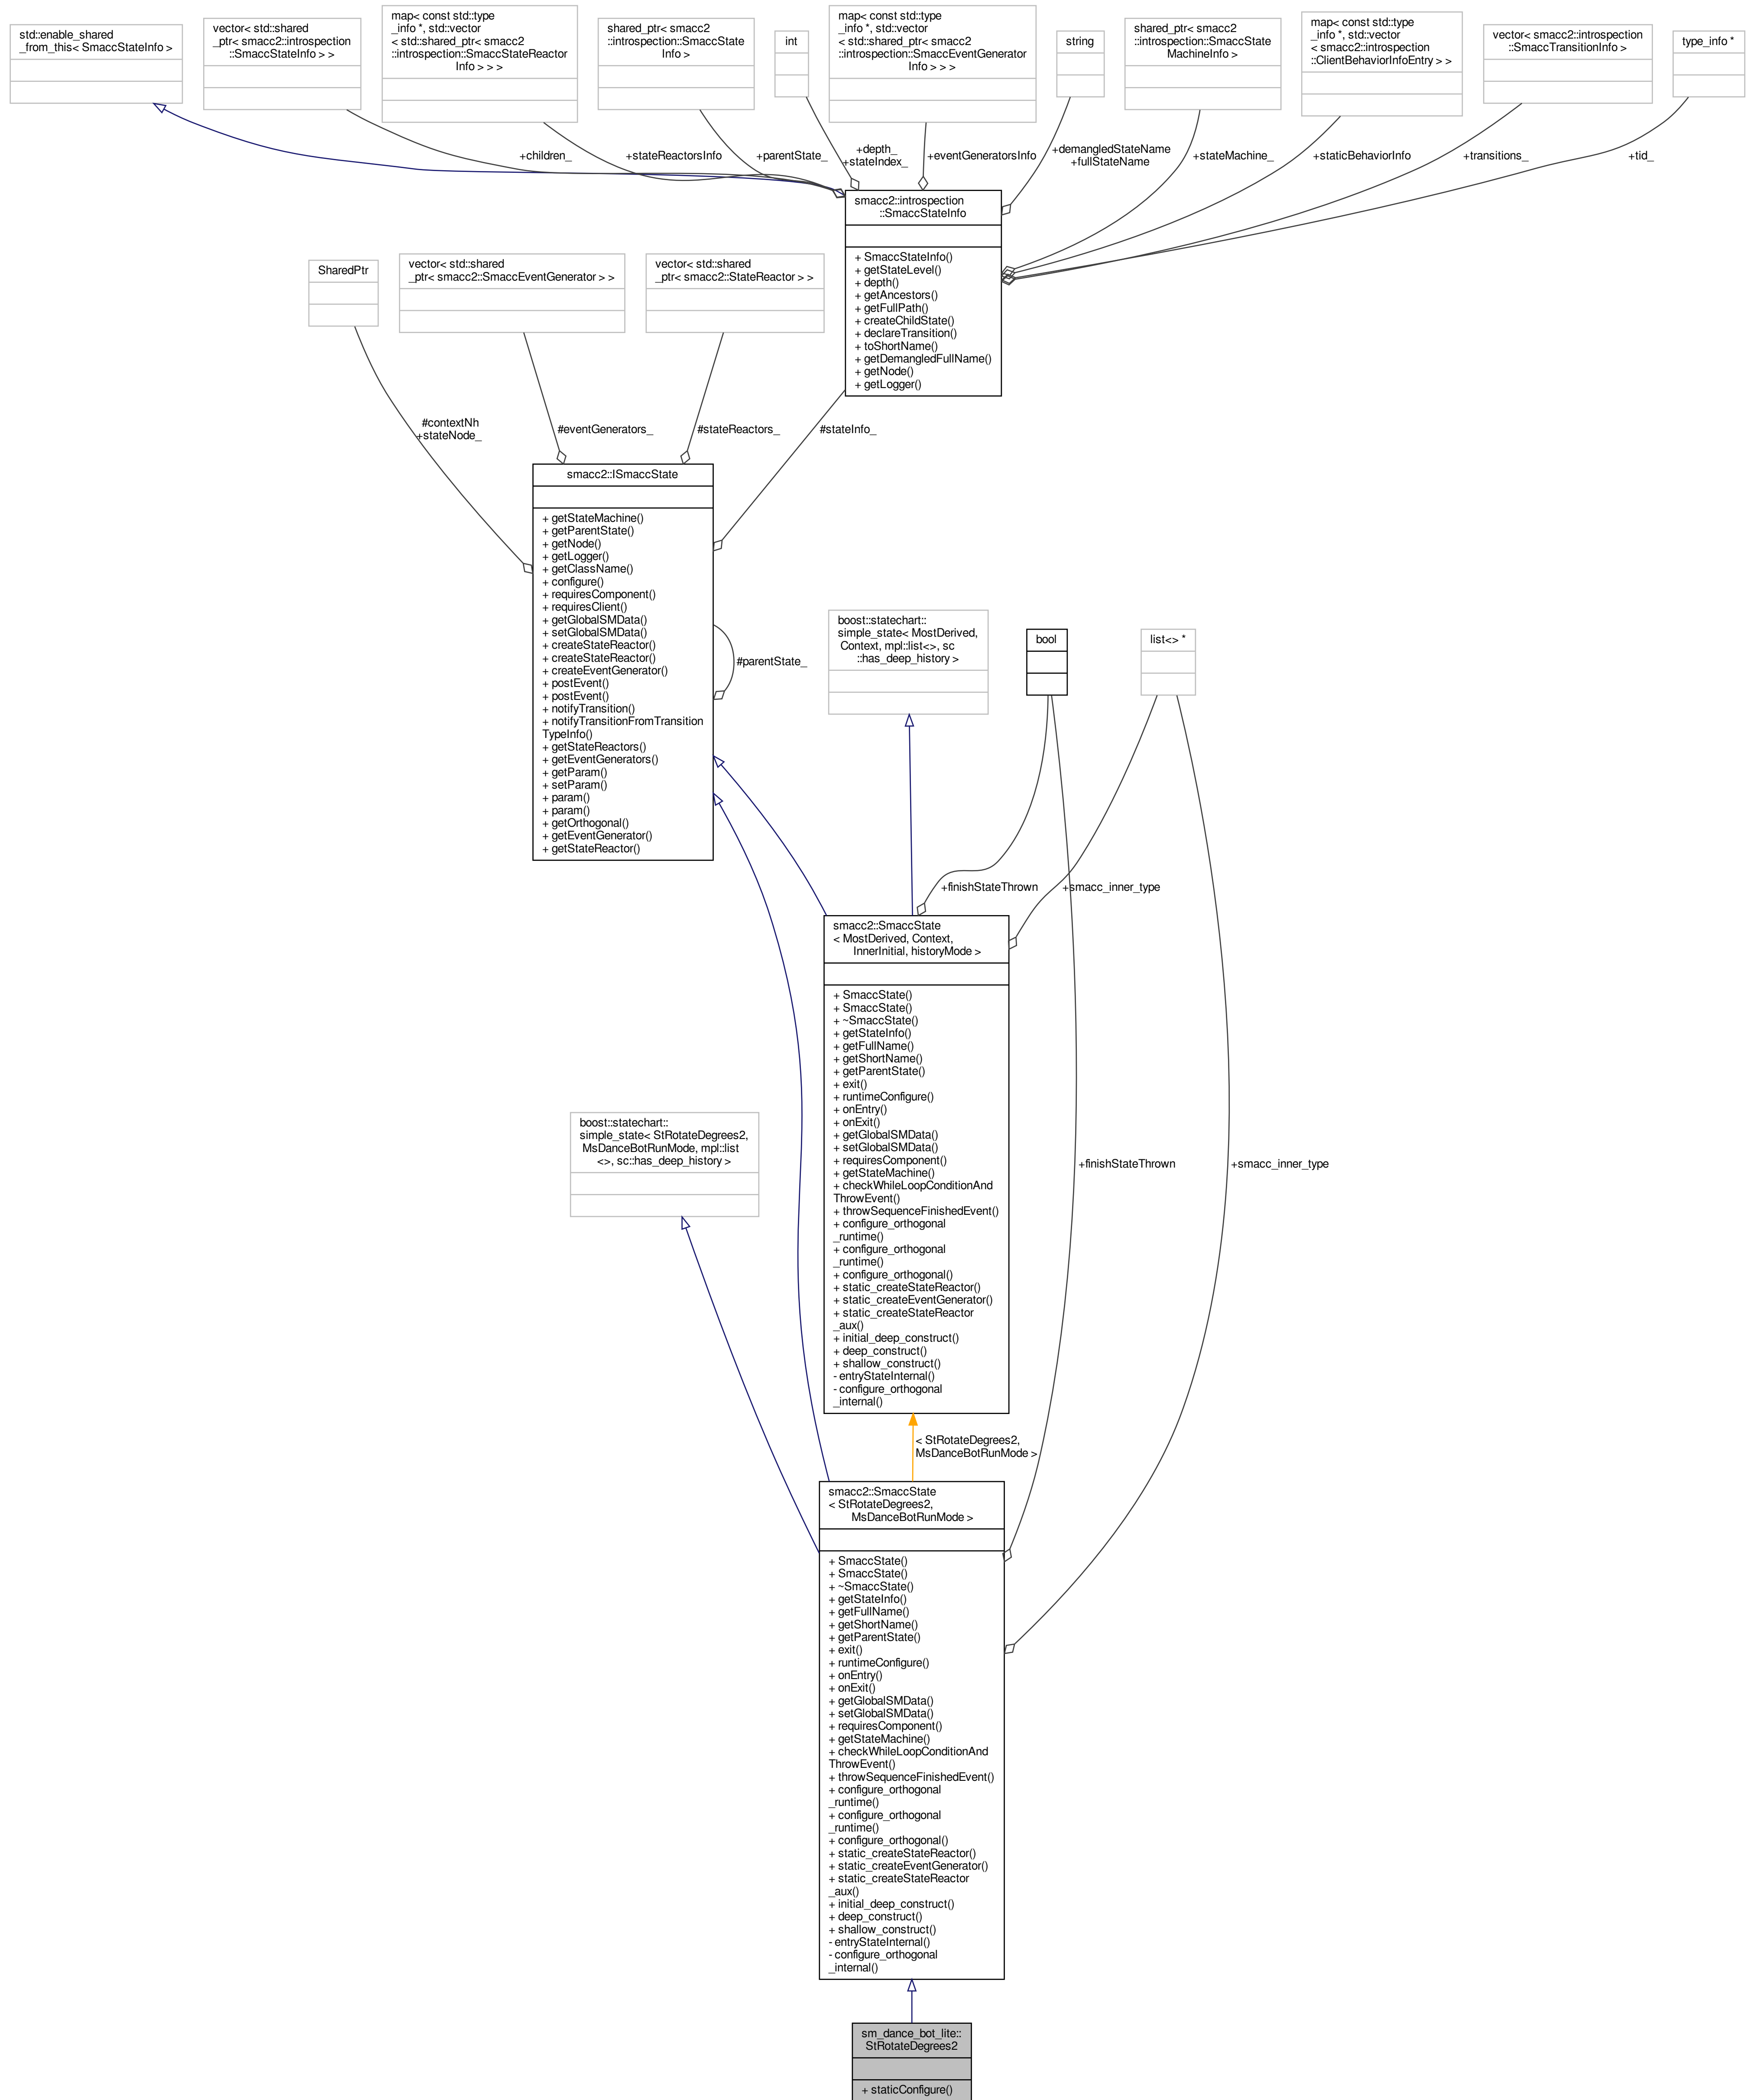 std::enable_shared
_from_this< SmaccStateInfo >
vector< std::shared
_ptr< smacc2::introspection
::SmaccStateInfo > >
map< const std::type
_info *, std::vector
< std::shared_ptr< smacc2
::introspection::SmaccStateReactor
Info > > >
shared_ptr< smacc2
::introspection::SmaccState
Info >
int
map< const std::type
_info *, std::vector
< std::shared_ptr< smacc2
::introspection::SmaccEventGenerator
Info > > >
string
shared_ptr< smacc2
::introspection::SmaccState
MachineInfo >
map< const std::type
_info *, std::vector
< smacc2::introspection
::ClientBehaviorInfoEntry > >
vector< smacc2::introspection
::SmaccTransitionInfo >
type_info *
+children_
+stateReactorsInfo
+parentState_
+depth_
+stateIndex_
+eventGeneratorsInfo
+demangledStateName
+fullStateName
+stateMachine_
+staticBehaviorInfo
+transitions_
+tid_
smacc2::introspection
::SmaccStateInfo
+ SmaccStateInfo()
+ getStateLevel()
+ depth()
+ getAncestors()
+ getFullPath()
+ createChildState()
+ declareTransition()
+ toShortName()
+ getDemangledFullName()
+ getNode()
+ getLogger()
SharedPtr
vector< std::shared
_ptr< smacc2::SmaccEventGenerator > >
vector< std::shared
_ptr< smacc2::StateReactor > >
#contextNh
+stateNode_
#eventGenerators_
#stateReactors_
#stateInfo_
smacc2::ISmaccState
+ getStateMachine()
+ getParentState()
+ getNode()
+ getLogger()
+ getClassName()
+ configure()
+ requiresComponent()
+ requiresClient()
+ getGlobalSMData()
+ setGlobalSMData()
+ createStateReactor()
+ createStateReactor()
+ createEventGenerator()
+ postEvent()
+ postEvent()
+ notifyTransition()
+ notifyTransitionFromTransition
TypeInfo()
+ getStateReactors()
+ getEventGenerators()
+ getParam()
+ setParam()
+ param()
+ param()
+ getOrthogonal()
+ getEventGenerator()
+ getStateReactor()
#parentState_
boost::statechart::
simple_state< MostDerived,
Context, mpl::list<>, sc
::has_deep_history >
bool
list<> *
+finishStateThrown
+smacc_inner_type
smacc2::SmaccState
< MostDerived, Context,
InnerInitial, historyMode >
+ SmaccState()
+ SmaccState()
+ ~SmaccState()
+ getStateInfo()
+ getFullName()
+ getShortName()
+ getParentState()
+ exit()
+ runtimeConfigure()
+ onEntry()
+ onExit()
+ getGlobalSMData()
+ setGlobalSMData()
+ requiresComponent()
+ getStateMachine()
+ checkWhileLoopConditionAnd
ThrowEvent()
+ throwSequenceFinishedEvent()
+ configure_orthogonal
_runtime()
+ configure_orthogonal
_runtime()
+ configure_orthogonal()
+ static_createStateReactor()
+ static_createEventGenerator()
+ static_createStateReactor
_aux()
+ initial_deep_construct()
+ deep_construct()
+ shallow_construct()
- entryStateInternal()
- configure_orthogonal
_internal()
boost::statechart::
simple_state< StRotateDegrees2,
MsDanceBotRunMode, mpl::list
<>, sc::has_deep_history >
+finishStateThrown
+smacc_inner_type
< StRotateDegrees2,
MsDanceBotRunMode >
smacc2::SmaccState
< StRotateDegrees2,
MsDanceBotRunMode >
+ SmaccState()
+ SmaccState()
+ ~SmaccState()
+ getStateInfo()
+ getFullName()
+ getShortName()
+ getParentState()
+ exit()
+ runtimeConfigure()
+ onEntry()
+ onExit()
+ getGlobalSMData()
+ setGlobalSMData()
+ requiresComponent()
+ getStateMachine()
+ checkWhileLoopConditionAnd
ThrowEvent()
+ throwSequenceFinishedEvent()
+ configure_orthogonal
_runtime()
+ configure_orthogonal
_runtime()
+ configure_orthogonal()
+ static_createStateReactor()
+ static_createEventGenerator()
+ static_createStateReactor
_aux()
+ initial_deep_construct()
+ deep_construct()
+ shallow_construct()
- entryStateInternal()
- configure_orthogonal
_internal()
sm_dance_bot_lite::
StRotateDegrees2
+ staticConfigure()